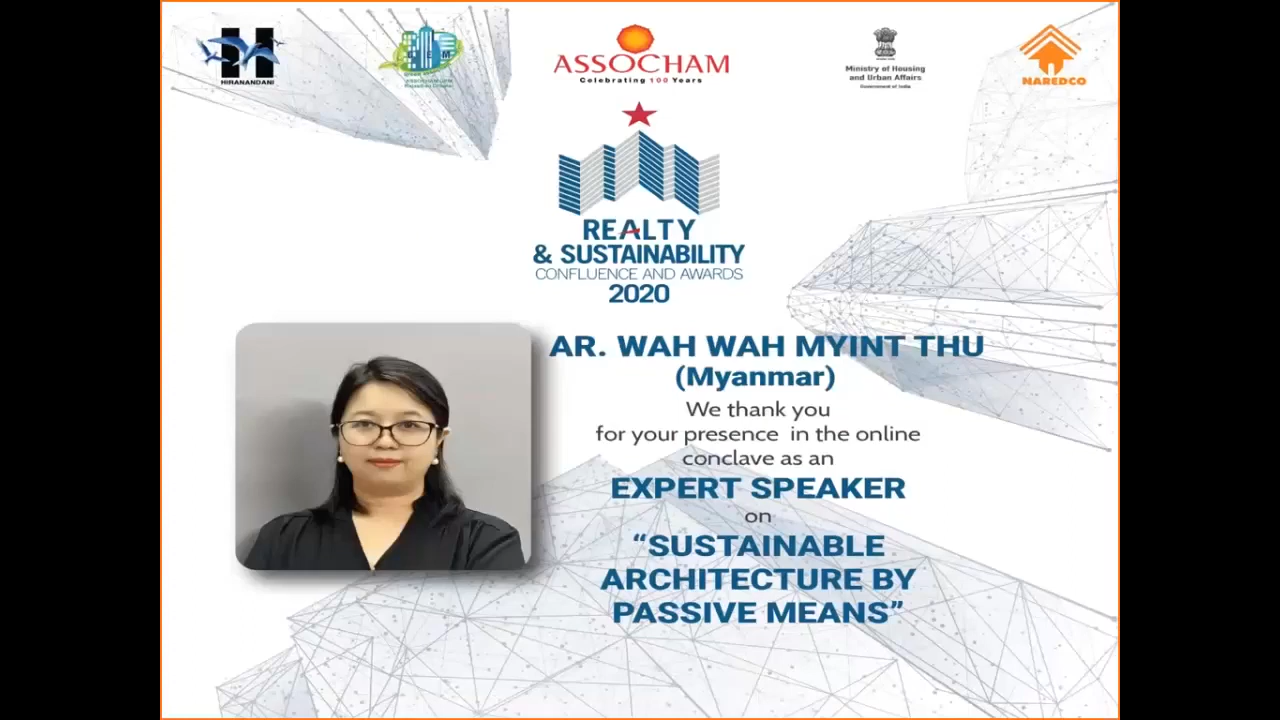 HIRANANDANI
ASSOCHAM
Celebrating 100 Years
Ministry of Housing
and Urban Affairs
Government of India
NAREDCO
REALTY
& SUSTAINABILITY
CONFLUENCE AND AWARDS
2020
AR. WAH WAH MYINT THU
(Myanmar)
We thank you
for your presence in the online
conclave as an
EXPERT SPEAKER
on
“SUSTAINABLE
ARCHITECTURE BY
PASSIVE MEANS”